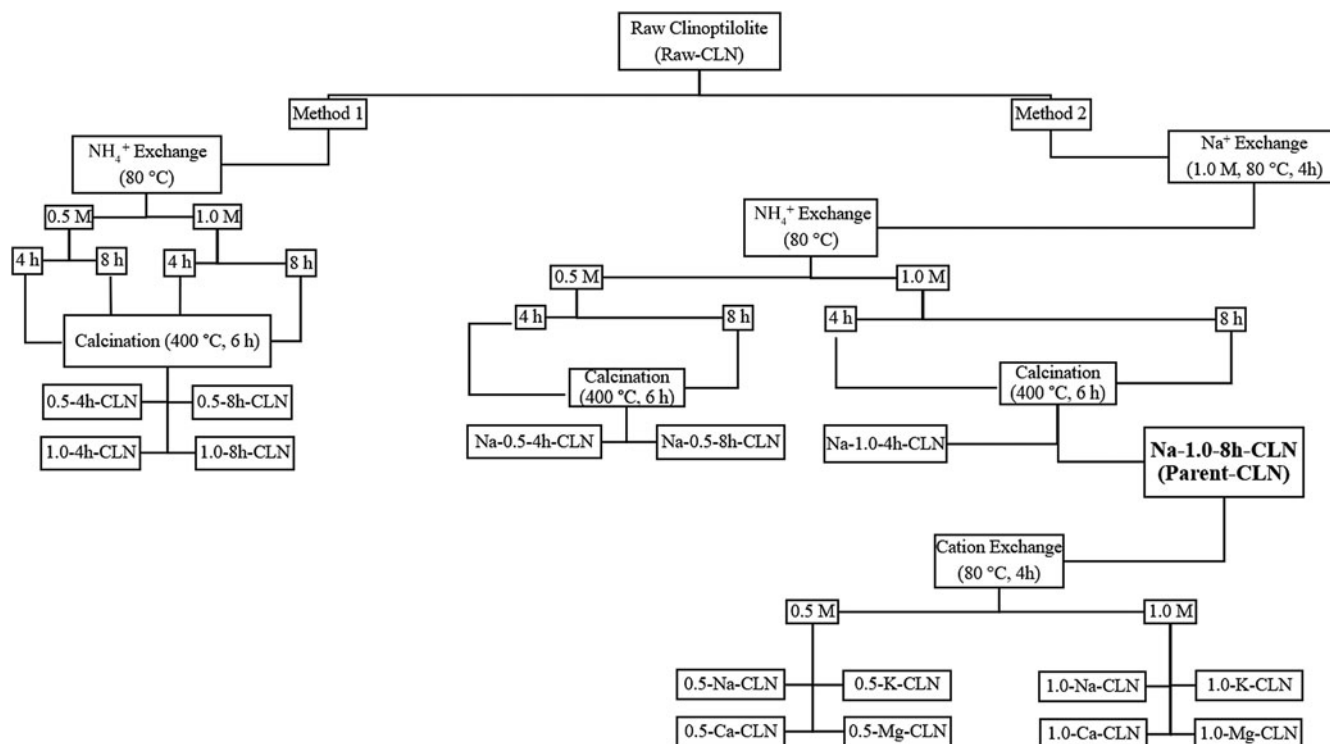 Raw Clinoptilolite
(Raw-CLN)
Method 1
Method 2
NH₄⁺ Exchange
(80 °C)
Na⁺ Exchange
(1.0 M, 80 °C, 4h)
0.5 M
1.0 M
4 h
8 h
4 h
8 h
Calcination (400 °C, 6 h)
0.5-4h-CLN
0.5-8h-CLN
1.0-4h-CLN
1.0-8h-CLN
NH₄⁺ Exchange
(80 °C)
0.5 M
1.0 M
4 h
8 h
4 h
8 h
Calcination
(400 °C, 6 h)
Calcination
(400 °C, 6 h)
Na-0.5-4h-CLN
Na-0.5-8h-CLN
Na-1.0-4h-CLN
Na-1.0-8h-CLN
(Parent-CLN)
Cation Exchange
(80 °C, 4h)
0.5 M
1.0 M
0.5-Na-CLN
0.5-K-CLN
0.5-Ca-CLN
0.5-Mg-CLN
1.0-Na-CLN
1.0-K-CLN
1.0-Ca-CLN
1.0-Mg-CLN